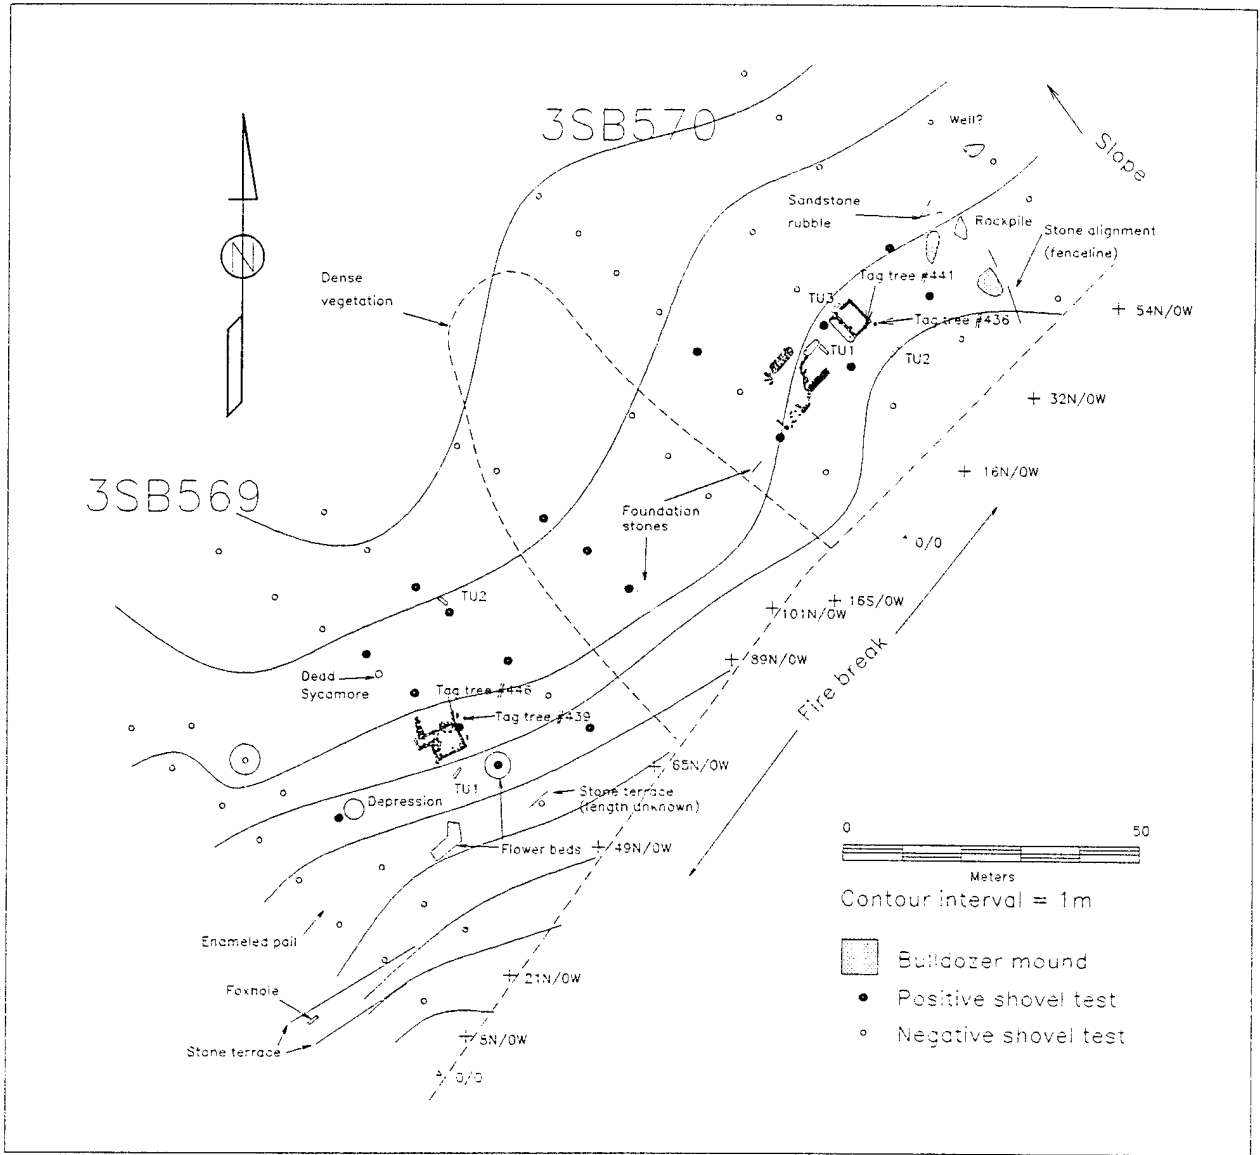 3SB570
Well?
Slope
N
Sandstone
rubble
Rockpile
Stone alignment
(fenceline)
Dense
vegetation
Tag tree #441
TU3
Tag tree #436
54N/0W
TU1
TU2
32N/0W
16N/0W
3SB569
Foundation
stones
0/0
TU2
16S/0W
101N/0W
89N/0W
Fire break
Dead
Sycamore
Tag tree #446
Tag tree #439
65N/0W
TU1
Stone terrace
(length unknown)
Depression
Flower beds
49N/0W
0 50
Meters
Contour interval = 1m
Enameled pail
Bulldozer mound
21N/0W
Foxhole
Positive shovel test
Stone terrace
5N/0W
Negative shovel test
0/0